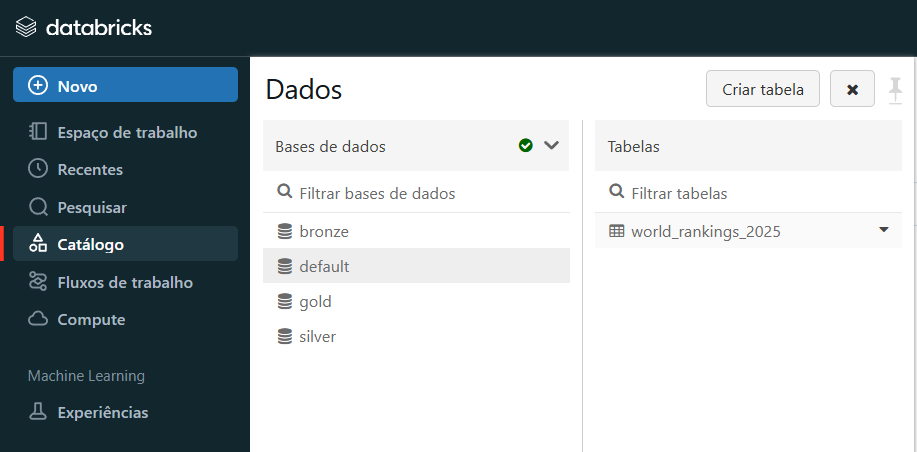 databricks
Novo
Espaço de trabalho
Recentes
Pesquisar
Catálogo
Fluxos de trabalho
Compute
Machine Learning
Experiências
Dados
Criar tabela
Bases de dados
Filtrar bases de dados
bronze
default
gold
silver
Tabelas
Filtrar tabelas
world_rankings_2025